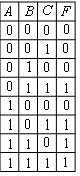 A B C F
0 0 0 0
0 0 1 0
0 1 0 0
0 1 1 1
1 0 0 0
1 0 1 1
1 1 0 1
1 1 1 1